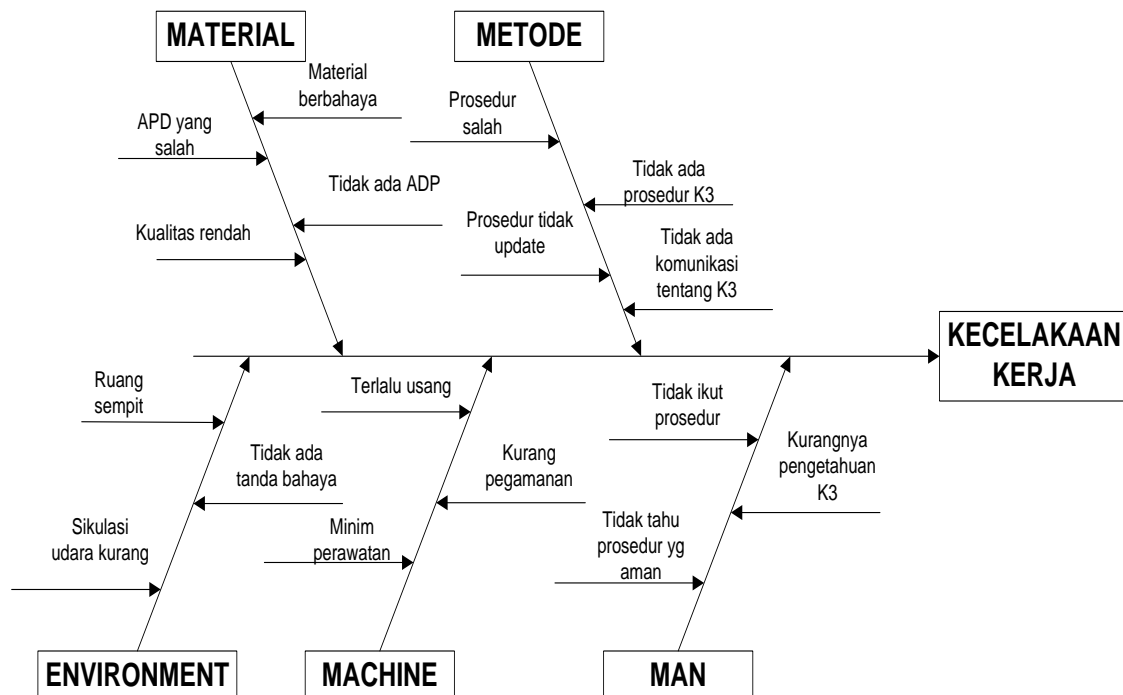 MATERIAL
METODE
Material
berbahaya
APD yang
salah
Tidak ada ADP
Kualitas rendah
Prosedur
salah
Tidak ada
prosedur K3
Prosedur tidak
update
Tidak ada
komunikasi
tentang K3
KECELAKAAN
KERJA
Ruang
sempit
Tidak ada
tanda bahaya
Sikulasi
udara kurang
Terlalu usang
Kurang
pegamanan
Minim
perawatan
Tidak ikut
prosedur
Kurangnya
pengetahuan
K3
Tidak tahu
prosedur yg
aman
ENVIRONMENT
MACHINE
MAN